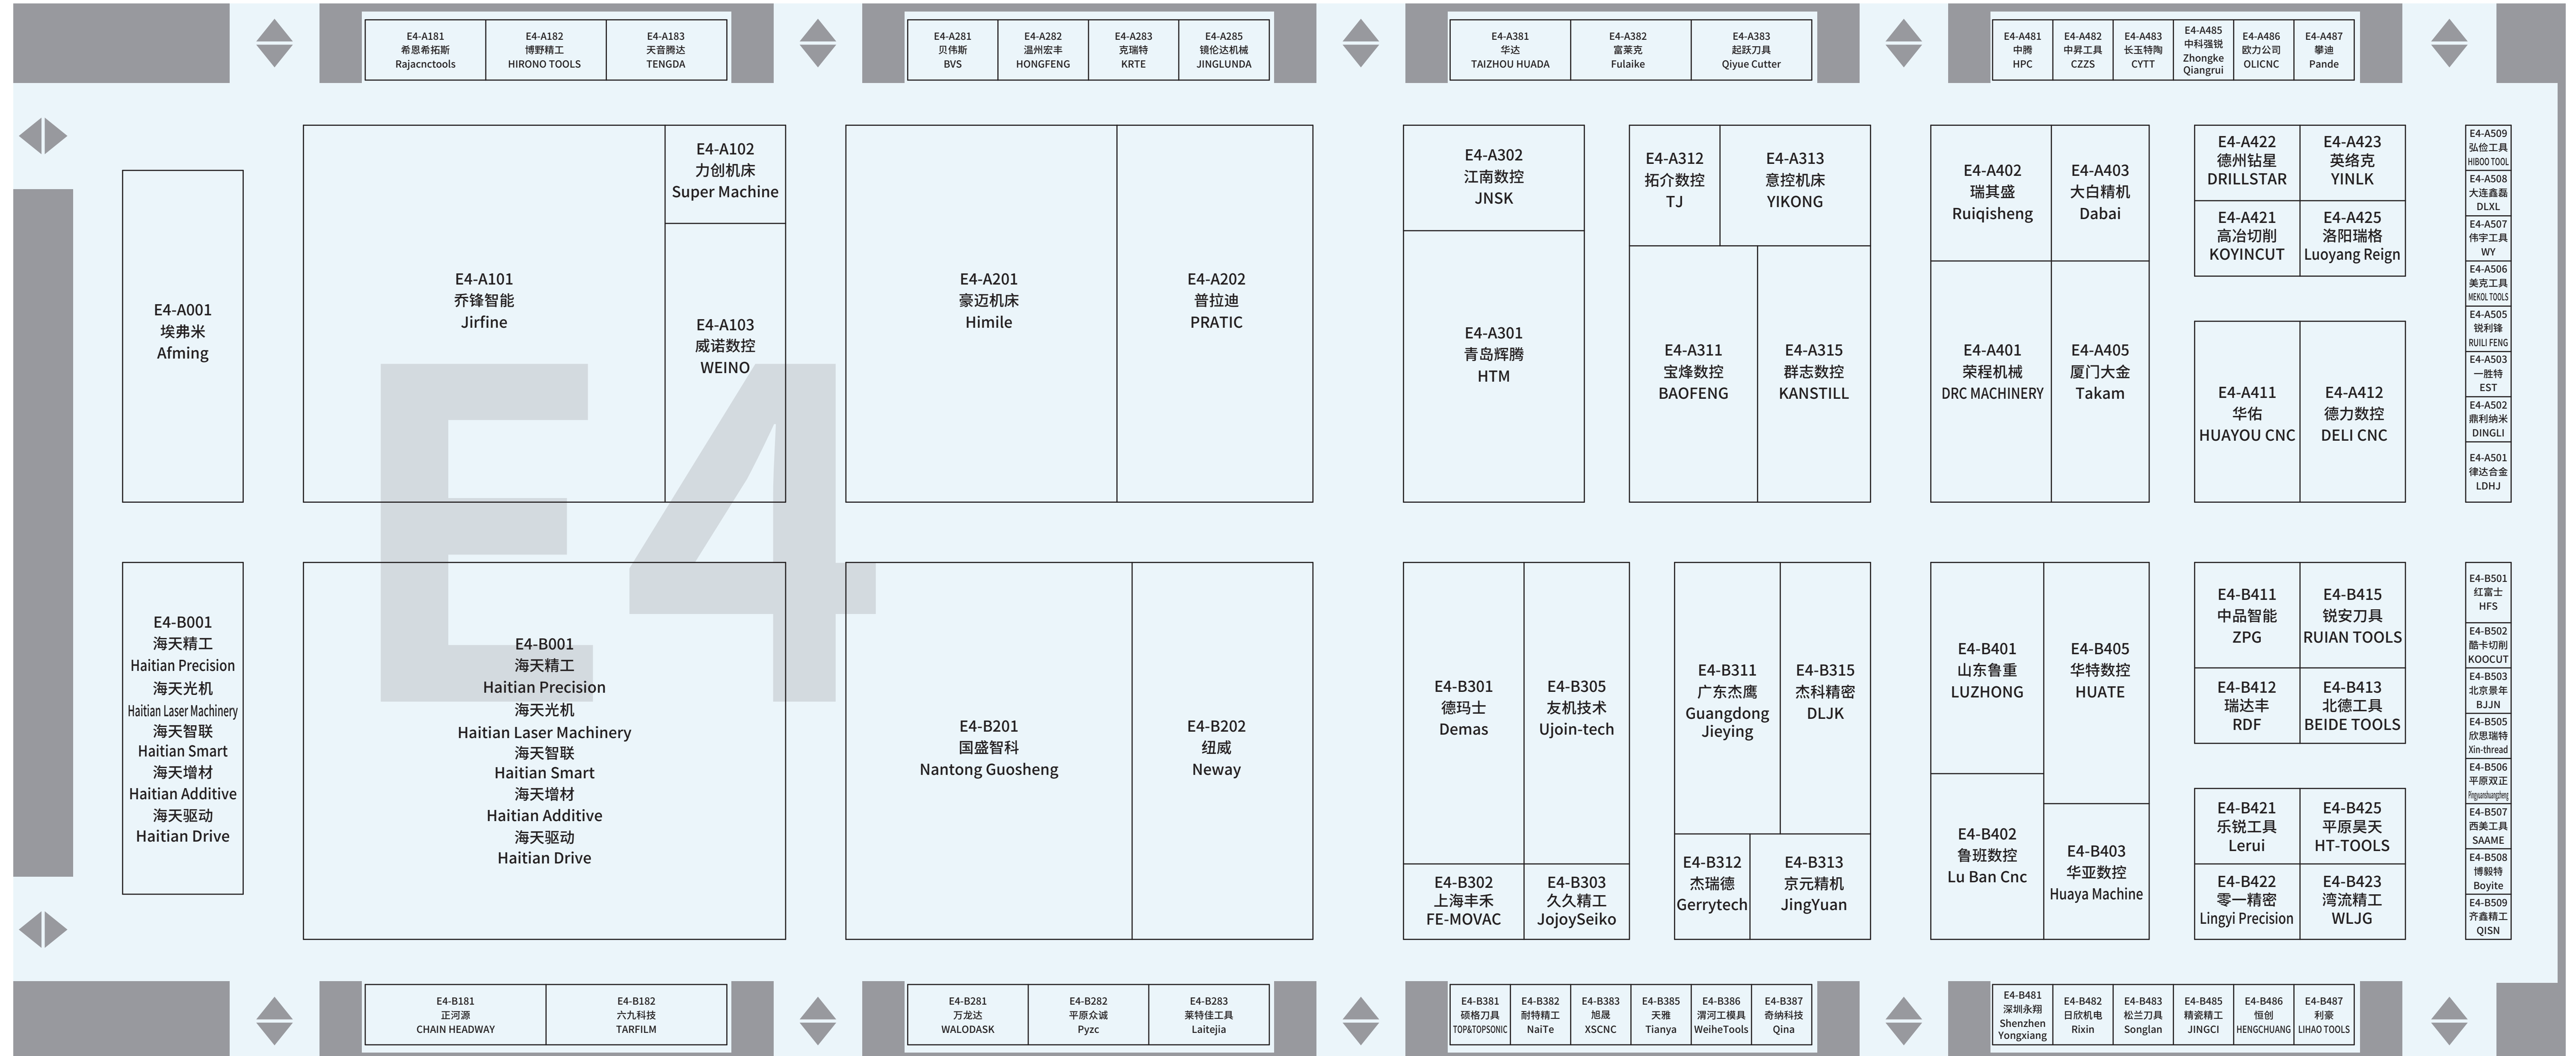 E4-A181
希恩希拓斯
Rajacnctools
E4-A182
博野精工
HIRONO TOOLS
E4-A183
天音腾达
TENGDA
E4-A281
贝伟斯
BVS
E4-A282
温州宏丰
HONGFENG
E4-A283
克瑞特
KRTE
E4-A285
镜伦达机械
JINGLUNDA
E4-A381
华达
TAIZHOU HUADA
E4-A382
富莱克
Fulaike
E4-A383
起跃刀具
Qiyue Cutter
E4-A481
中腾
HPC
E4-A482
中昇工具
CZZS
E4-A483
长玉特陶
CYTT
E4-A485
中科强锐
Zhongke
Qiangrui
E4-A486
欧力公司
OLICNC
E4-A487
攀迪
Pande
E4-A001
埃弗米
Afming
E4-A101
乔锋智能
Jirfine
E4-A102
力创机床
Super Machine
E4-A103
威诺数控
WEINO
E4-A201
豪迈机床
Himile
E4-A202
普拉迪
PRATIC
E4-A302
江南数控
JNSK
E4-A301
青岛辉腾
HTM
E4-A312
拓介数控
TJ
E4-A313
意控机床
YIKONG
E4-A311
宝烽数控
BAOFENG
E4-A315
群志数控
KANSTILL
E4-A402
瑞其盛
Ruiqisheng
E4-A403
大白精机
Dabai
E4-A401
荣程机械
DRC MACHINERY
E4-A405
厦门大金
Takam
E4-A422
德州钻星
DRILLSTAR
E4-A423
英络克
YINLK
E4-A421
高冶切削
KOYINCUT
E4-A425
洛阳瑞格
Luoyang Reign
E4-A411
华佑
HUAYOU CNC
E4-A412
德力数控
DELI CNC
E4-A509
弘俭工具
HIBOO TOOL
E4-A508
大连鑫磊
DLXL
E4-A507
伟宇工具
WY
E4-A506
美克工具
MEKOL TOOLS
E4-A505
锐利锋
RUILI FENG
E4-A503
一胜特
EST
E4-A502
鼎利纳米
DINGLI
E4-A501
律达合金
LDHJ
E4
E4-B001
海天精工
Haitian Precision
海天光机
Haitian Laser Machinery
海天智联
Haitian Smart
海天增材
Haitian Additive
海天驱动
Haitian Drive
E4-B001
海天精工
Haitian Precision
海天光机
Haitian Laser Machinery
海天智联
Haitian Smart
海天增材
Haitian Additive
海天驱动
Haitian Drive
E4-B201
国盛智科
Nantong Guosheng
E4-B202
纽威
Neway
E4-B301
德玛士
Demas
E4-B305
友机技术
Ujoin-tech
E4-B302
上海丰禾
FE-MOVAC
E4-B303
久久精工
JojoySeiko
E4-B311
广东杰鹰
Guangdong
Jieying
E4-B315
杰科精密
DLJK
E4-B312
杰瑞德
Gerrytech
E4-B313
京元精机
JingYuan
E4-B401
山东鲁重
LUZHONG
E4-B405
华特数控
HUATE
E4-B402
鲁班数控
Lu Ban Cnc
E4-B403
华亚数控
Huaya Machine
E4-B411
中品智能
ZPG
E4-B415
锐安刀具
RUIAN TOOLS
E4-B412
瑞达丰
RDF
E4-B413
北德工具
BEIDE TOOLS
E4-B421
乐锐工具
Lerui
E4-B425
平原昊天
HT-TOOLS
E4-B422
零一精密
Lingyi Precision
E4-B423
湾流精工
WLJG
E4-B501
红富士
HFS
E4-B502
酷卡切削
KOOCUT
E4-B503
北京景年
BJJN
E4-B505
欣思瑞特
Xin-thread
E4-B506
平原双正
Pingyuanshuangzheng
E4-B507
西美工具
SAAME
E4-B508
博毅特
Boyite
E4-B509
齐鑫精工
QISN
E4-B181
正河源
CHAIN HEADWAY
E4-B182
六九科技
TARFILM
E4-B281
万龙达
WALODASK
E4-B282
平原众诚
Pyzc
E4-B283
莱特佳工具
Laitejia
E4-B381
硕格刀具
TOP&TOPSONIC
E4-B382
耐特精工
NaiTe
E4-B383
旭晟
XSCNC
E4-B385
天雅
Tianya
E4-B386
渭河工模具
WeiheTools
E4-B387
奇纳科技
Qina
E4-B481
深圳永翔
Shenzhen
Yongxiang
E4-B482
日欣机电
Rixin
E4-B483
松兰刀具
Songlan
E4-B485
精瓷精工
JINGCI
E4-B486
恒创
HENGCHUANG
E4-B487
利豪
LIHAO TOOLS